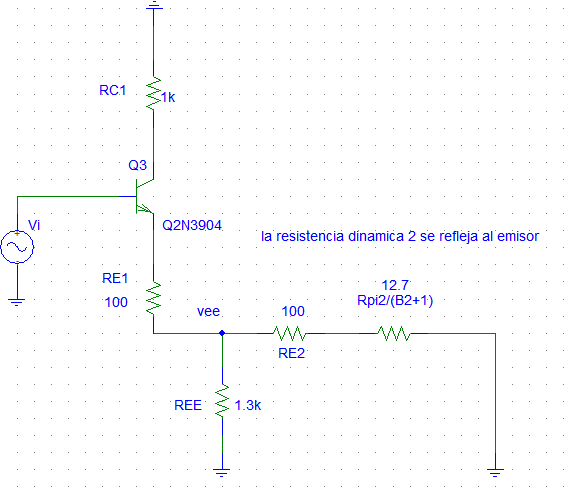 RC1
1k
Q3
Vi
Q2N3904
la resistencia dinamica 2 se refleja al emisor
RE1
100
12.7
Rpi2/(B2+1)
vee
100
RE2
REE
1.3k